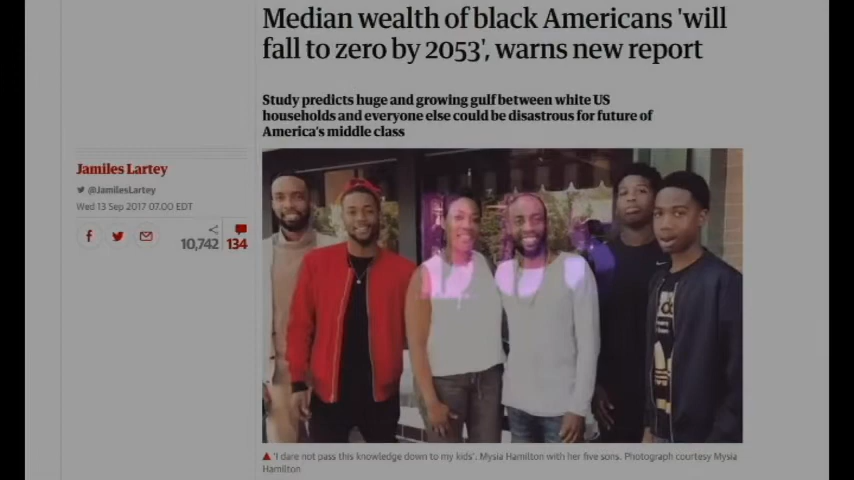 Median wealth of black Americans 'will
fall to zero by 2053', warns new report
Study predicts huge and growing gulf between white US
households and everyone else could be disastrous for future of
America's middle class
Jamiles Lartey
@JamilesLartey
Wed 13 Sep 2017 07.00 EDT
10,742
134
adidas
'I dare not pass this knowledge down to my kids'. Mysia Hamilton with her five sons. Photograph courtesy Mysia
Hamilton